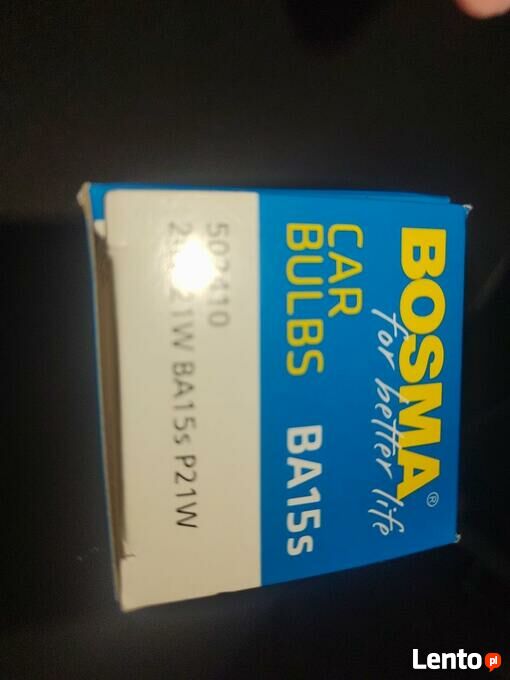 BOSMA®
for better life
CAR
BULBS BA15s
21W BA15s P21W
Lento.pl